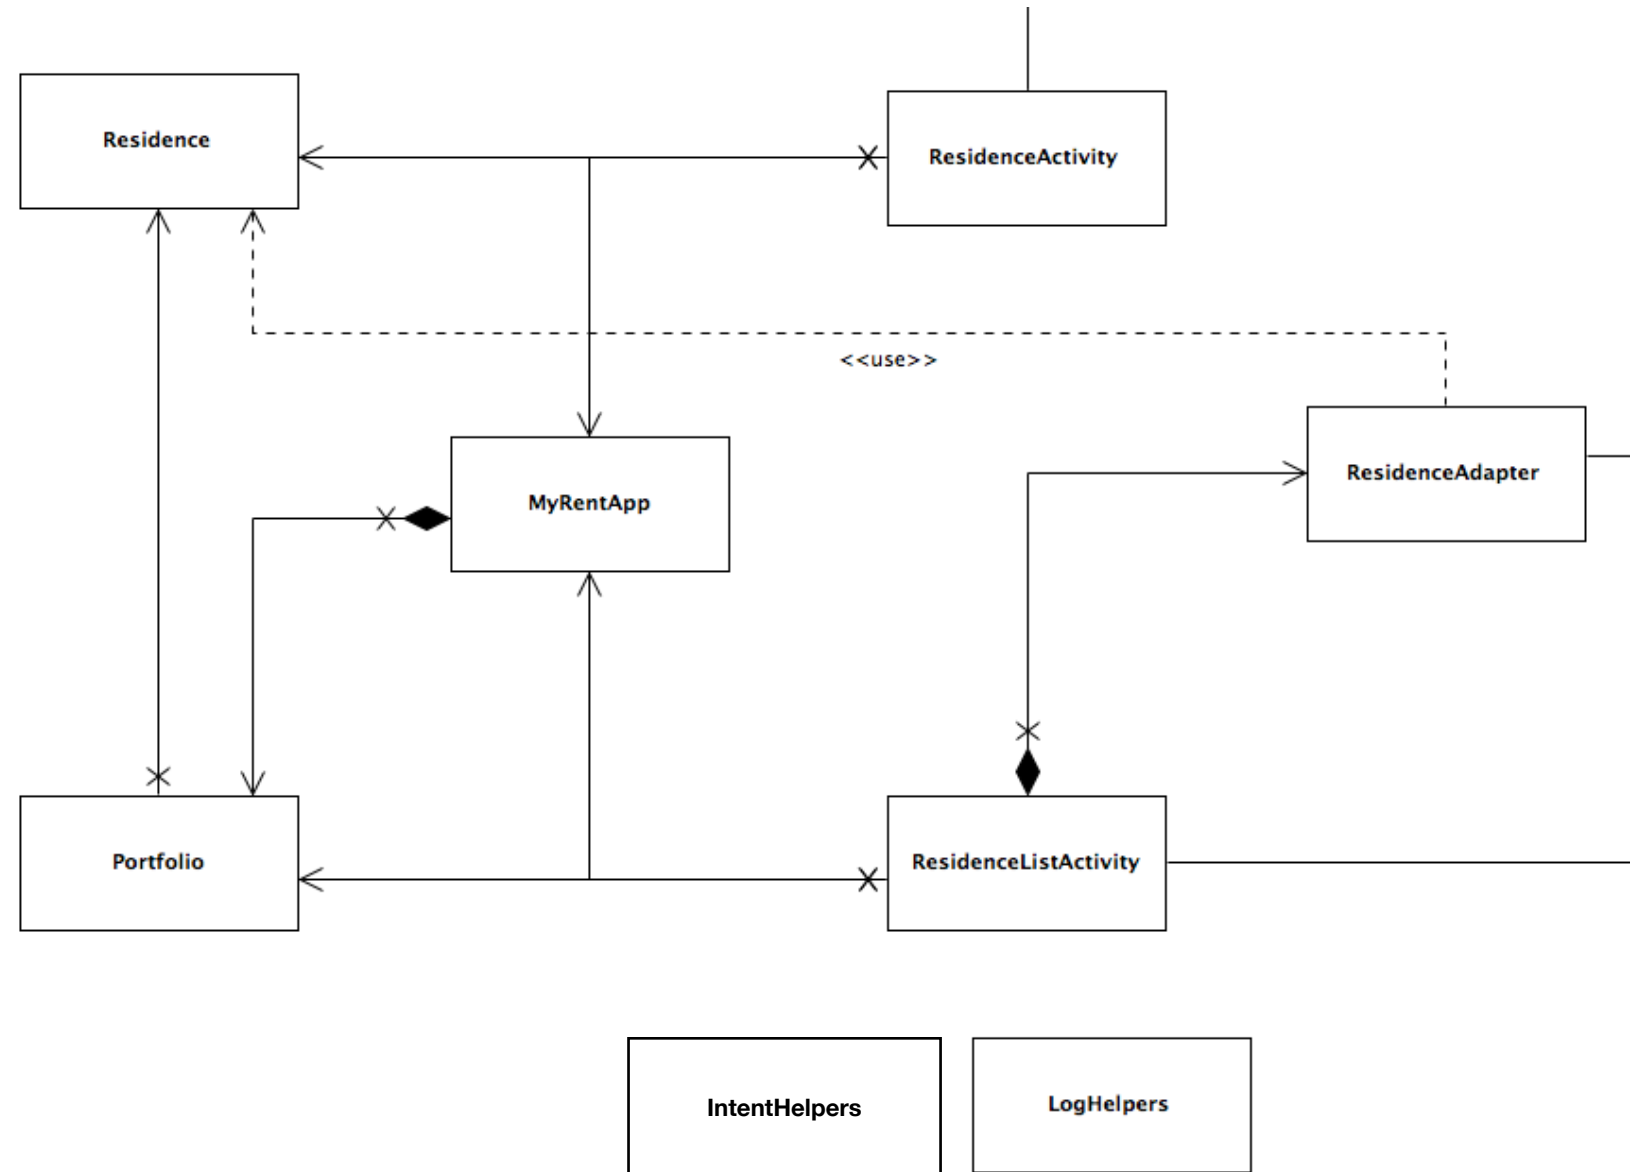 Residence
ResidenceActivity
<<use>>
ResidenceAdapter
MyRentApp
Portfolio
ResidenceListActivity
IntentHelpers
LogHelpers